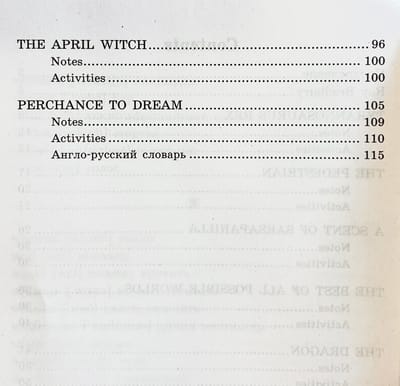 THE APRIL WITCH 96
Notes 100
Activities 100
PERCHANCE TO DREAM 105
Notes 109
Activities 110
Англо-русский словарь 115